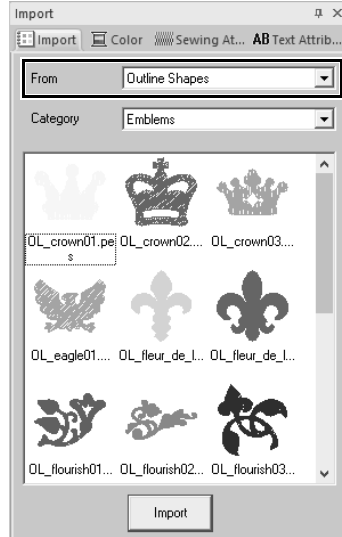 Import
Import Color Sewing At... AB Text Attrib...
From Outline Shapes
Category Emblems
OL_crown01.pe OL_crown02.... OL_crown03....
s
OL_eagle01.... OL_fleur_de_l... OL_fleur_de_l...
OL_flourish01... OL_flourish02... OL_flourish03...
Import